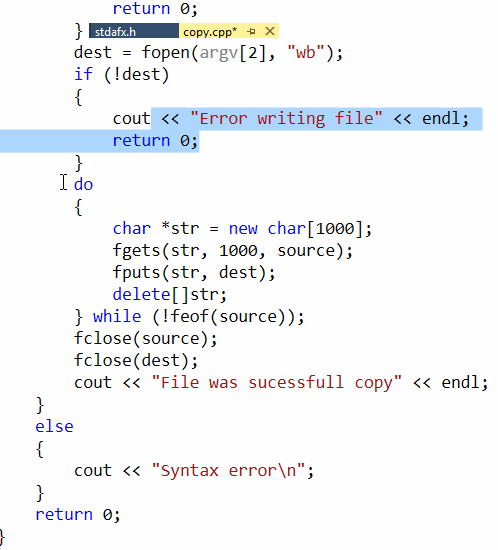 return 0;
        } stdafx.h copy.cpp*
        dest = fopen(argv[2], "wb");
        if (!dest)
        {
            cout << "Error writing file" << endl;
            return 0;
        }
        do
        {
            char *str = new char[1000];
            fgets(str, 1000, source);
            fputs(str, dest);
            delete[]str;
        } while (!feof(source));
        fclose(source);
        fclose(dest);
        cout << "File was sucessfull copy" << endl;
    }
    else
    {
        cout << "Syntax error\n";
    }
    return 0;
}